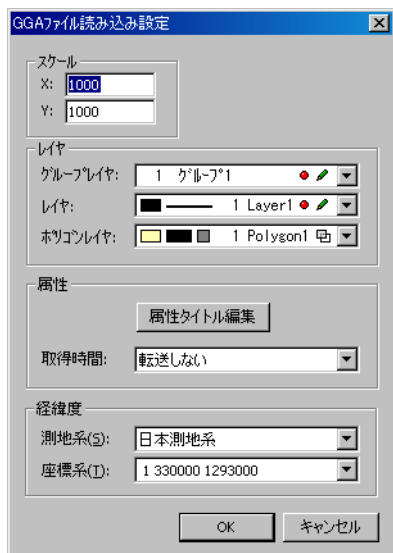 GGAファイル読み込み設定
スケール
X: 1000
Y: 1000
レイヤ
グループレイヤ: 1 グループ1
レイヤ: 1 Layer1
ポリゴンレイヤ: 1 Polygon1
属性
属性タイトル編集
取得時間: 転送しない
経緯度
測地系(S): 日本測地系
座標系(T): 1 330000 1293000
OK キャンセル